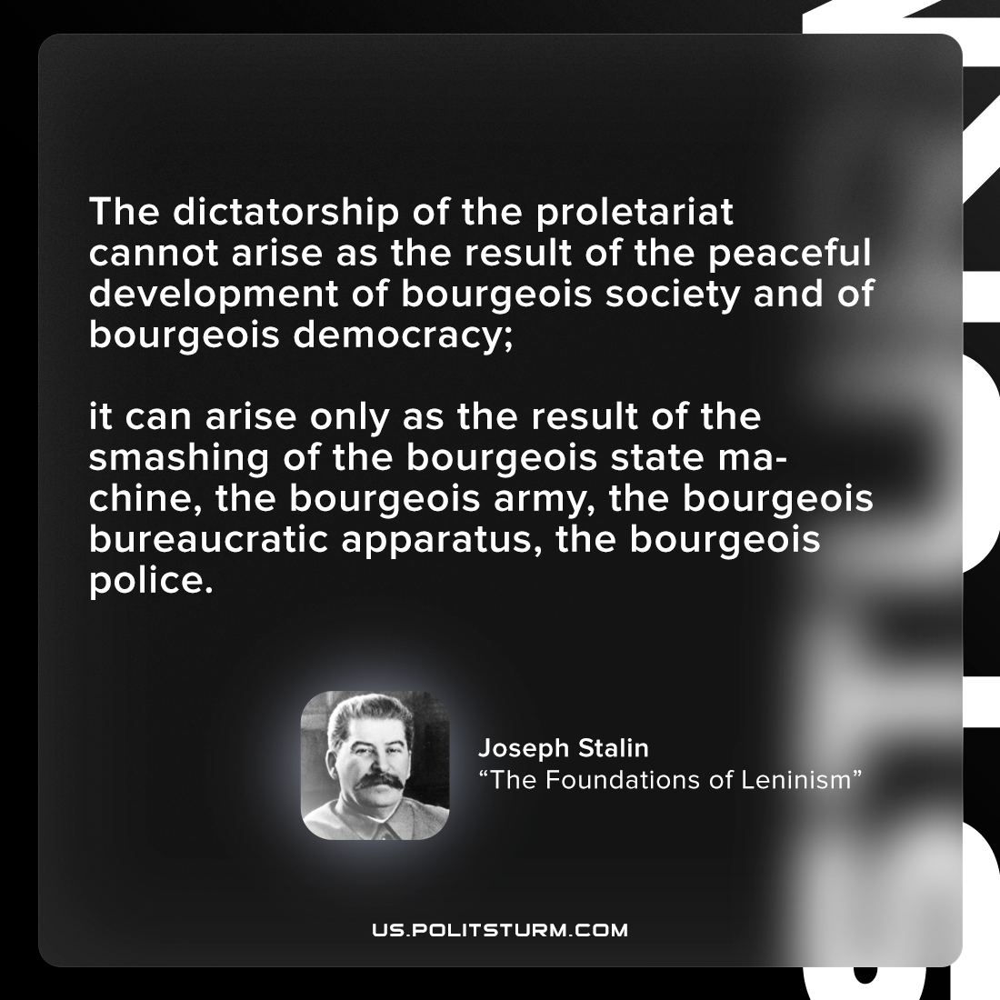 The dictatorship of the proletariat
cannot arise as the result of the peaceful
development of bourgeois society and of
bourgeois democracy;
it can arise only as the result of the
smashing of the bourgeois state ma-
chine, the bourgeois army, the bourgeois
bureaucratic apparatus, the bourgeois
police.
Joseph Stalin
“The Foundations of Leninism”
US.POLITSTURM.COM